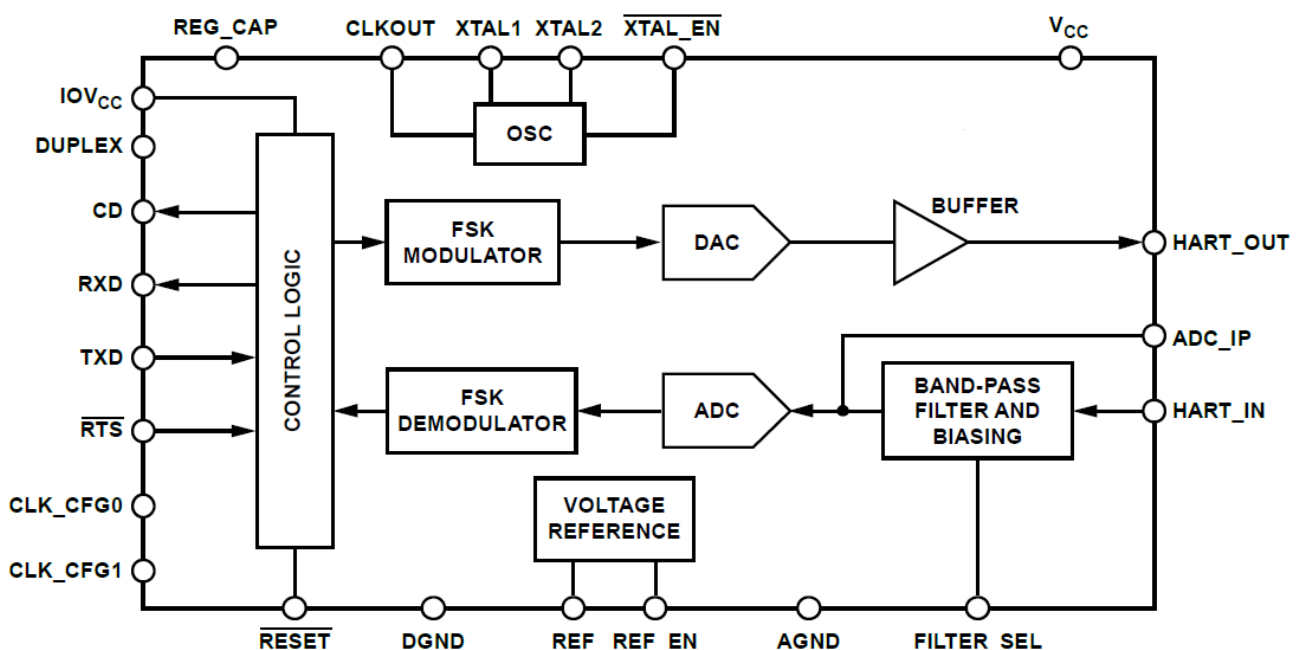 REG_CAP
CLKOUT
XTAL1
XTAL2
XTAL_EN
VCC
IOVCC
DUPLEX
CD
RXD
TXD
RTS
CLK_CFG0
CLK_CFG1
CONTROL LOGIC
OSC
FSK
MODULATOR
DAC
BUFFER
HART_OUT
ADC_IP
HART_IN
FSK
DEMODULATOR
ADC
BAND-PASS
FILTER AND
BIASING
VOLTAGE
REFERENCE
RESET
DGND
REF
REF EN
AGND
FILTER SEL